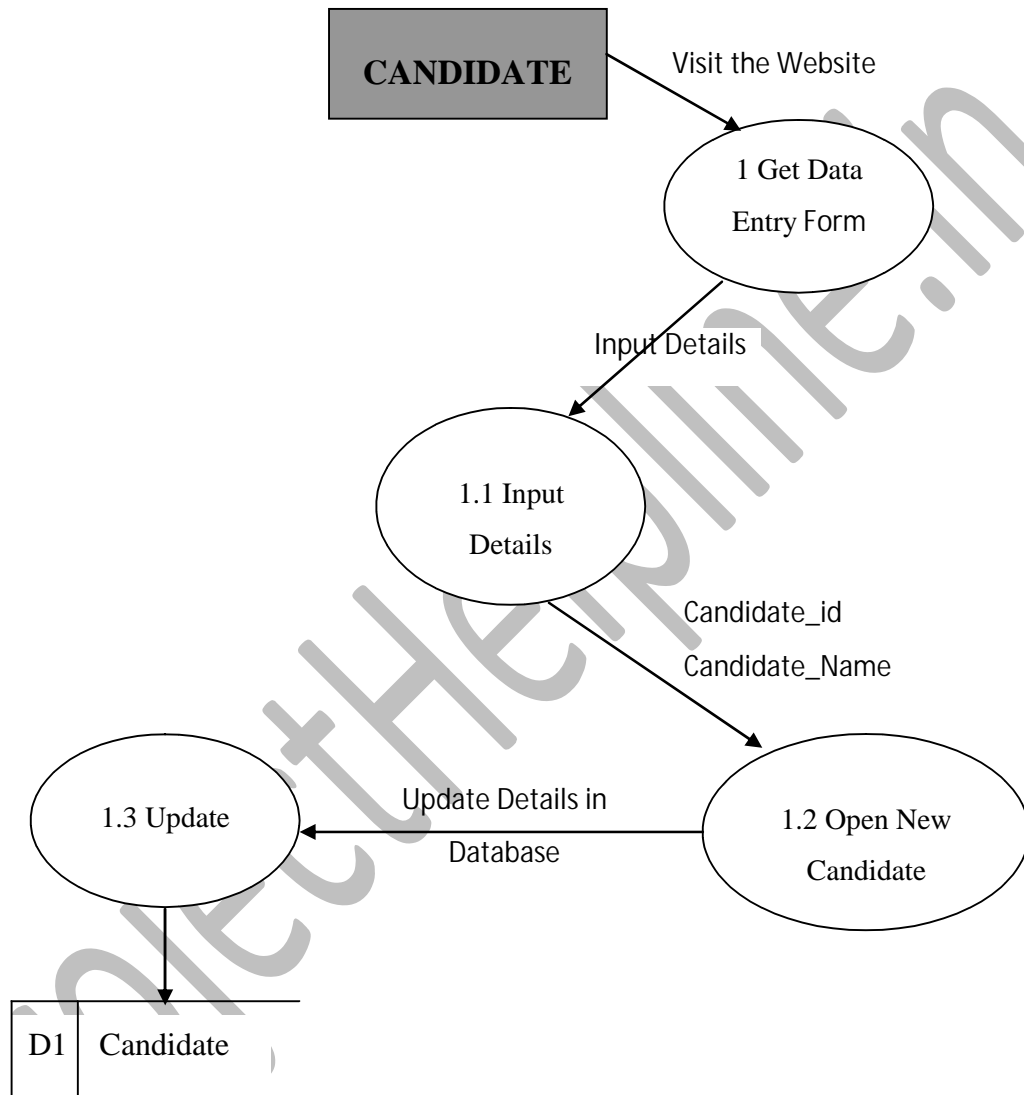 CANDIDATE
Visit the Website
1 Get Data
Entry Form
Input Details
1.1 Input
Details
Candidate_id
Candidate_Name
1.2 Open New
Candidate
Update Details in
Database
1.3 Update
D1 Candidate